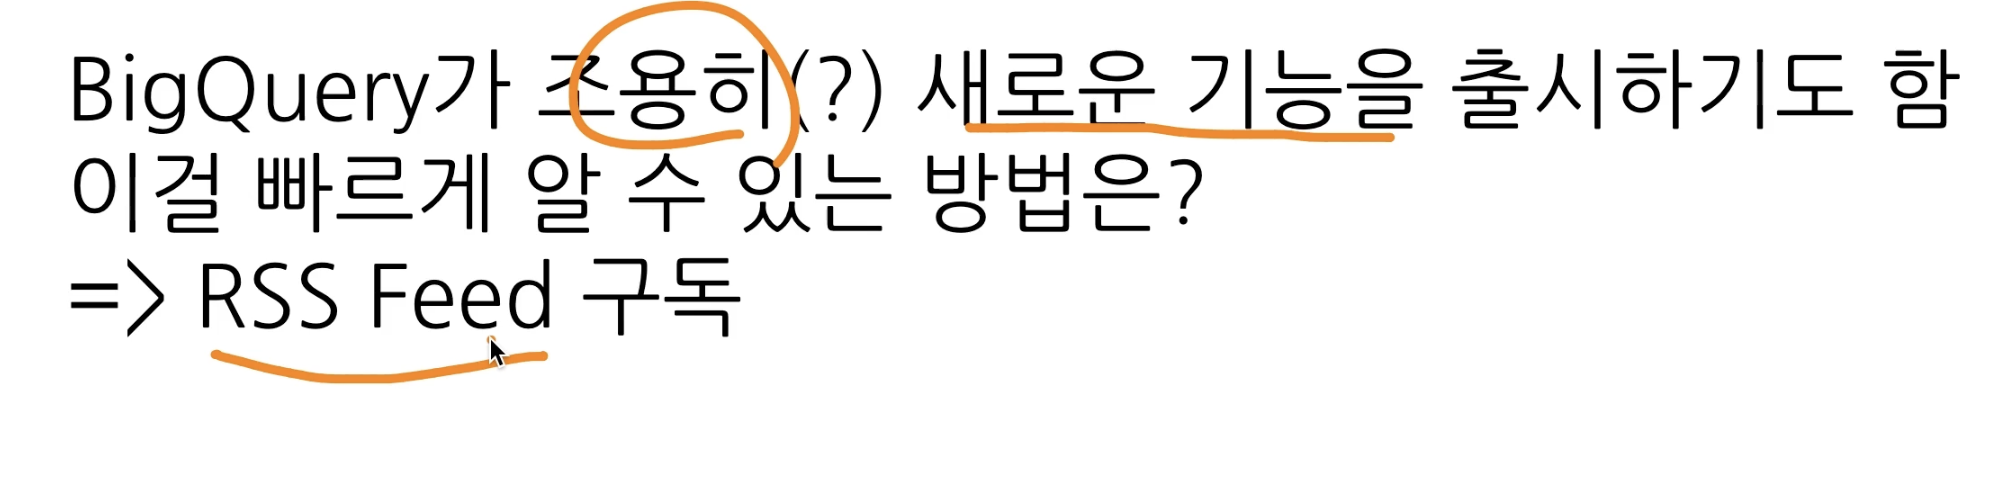 BigQuery가 조용히(?) 새로운 기능을 출시하기도 함
이걸 빠르게 알 수 있는 방법은?
=> RSS Feed 구독